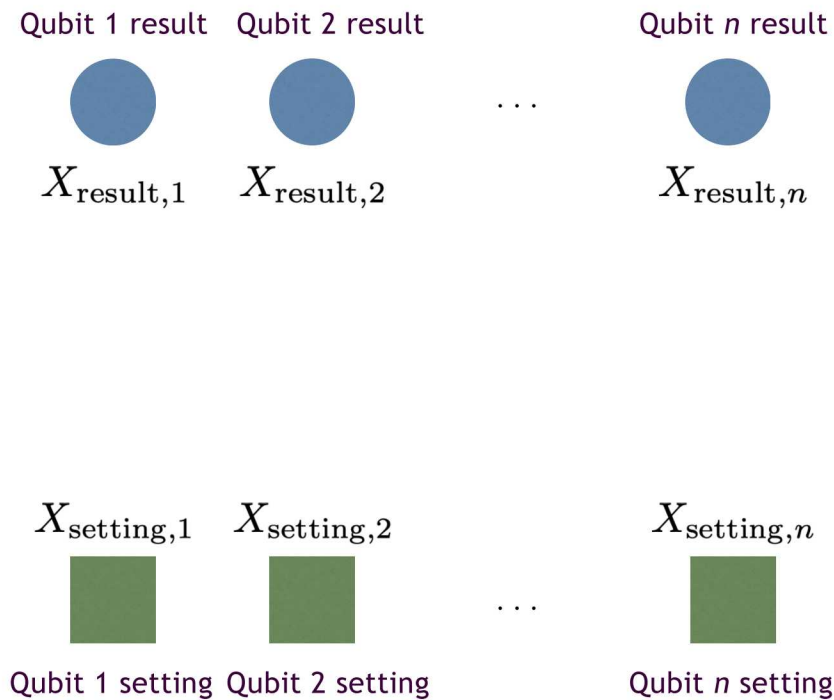 Qubit 1 result Qubit 2 result Qubit n result
. . .
X_result,1 X_result,2 X_result,n
X_setting,1 X_setting,2 X_setting,n
. . .
Qubit 1 setting Qubit 2 setting Qubit n setting